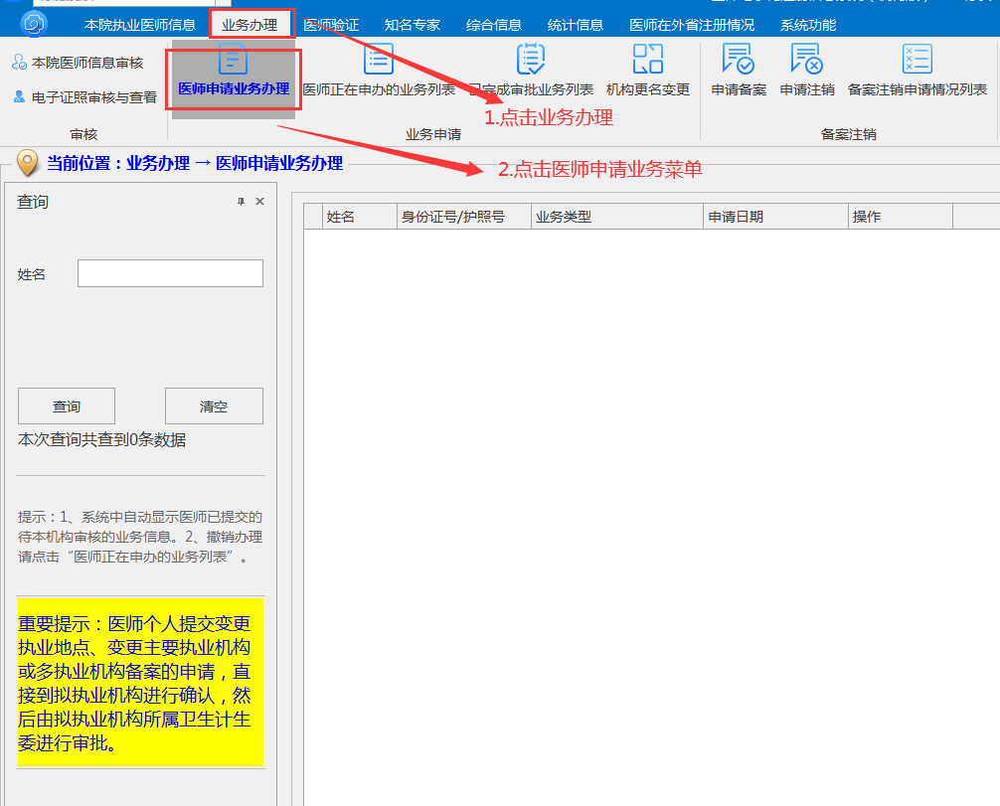 本院执业医师信息 业务办理 医师验证 知名专家 综合信息 统计信息 医师在外省注册情况 系统功能
本院医师信息审核
电子证照审核与查看
审核
医师申请业务办理 医师正在申办的业务列表 已完成审批业务列表 机构更名变更
业务申请
申请备案 申请注销 备案注销申请情况列表
备案注销
1.点击业务办理
2.点击医师申请业务菜单
当前位置：业务办理 → 医师申请业务办理
查询
姓名
查询 清空
本次查询共查到0条数据
提示：1、系统中自动显示医师已提交的
待本机构审核的业务信息。2、撤销办理
请点击“医师正在申办的业务列表”。
重要提示：医师个人提交变更
执业地点、变更主要执业机构
或多执业机构备案的申请，直
接到拟执业机构进行确认，然
后由拟执业机构所属卫生计生
委进行审批。
姓名 身份证号/护照号 业务类型 申请日期 操作